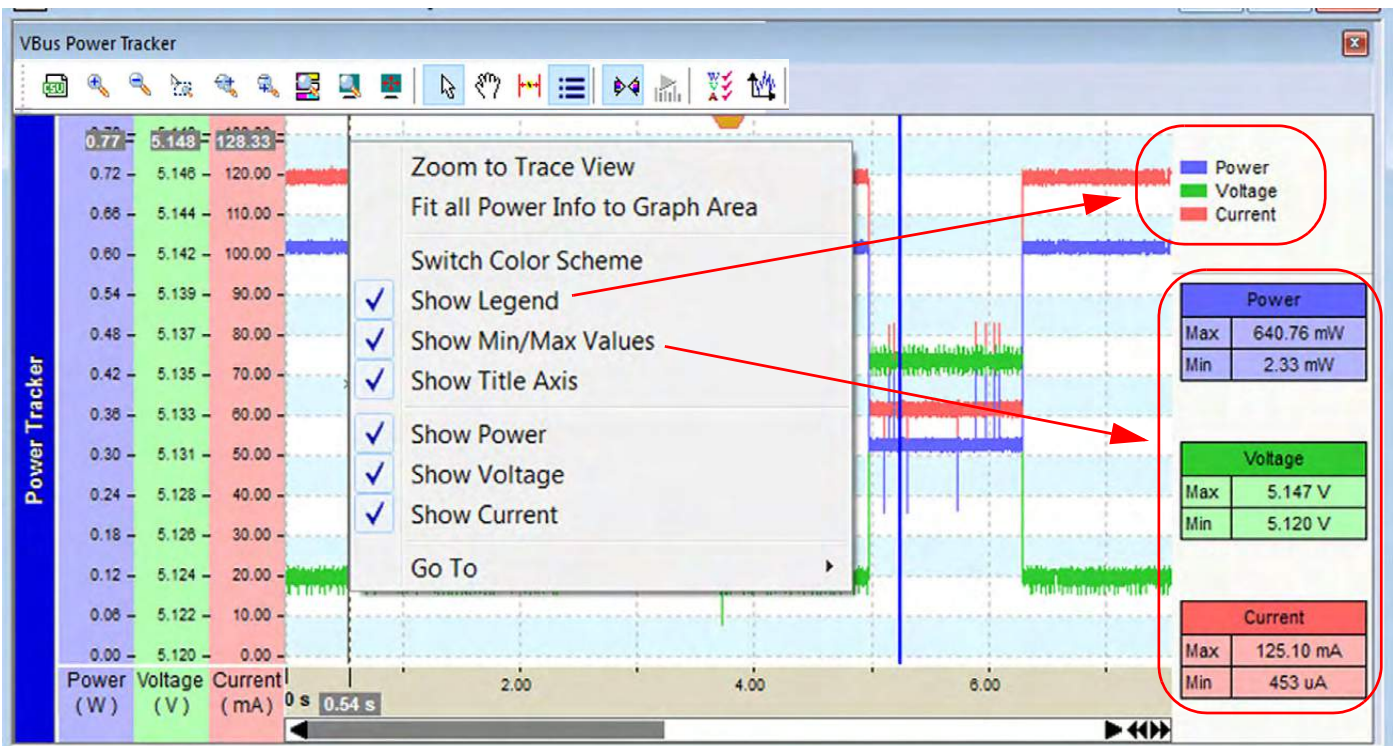 VBus Power Tracker
0.77 5.148 128.33
0.72 5.146 120.00
0.66 5.144 110.00
0.60 5.142 100.00
0.54 5.139 90.00
0.48 5.137 80.00
0.42 5.135 70.00
0.36 5.133 60.00
0.30 5.131 50.00
0.24 5.128 40.00
0.18 5.126 30.00
0.12 5.124 20.00
0.06 5.122 10.00
0.00 5.120 0.00
Power Tracker
Power Voltage Current
(W) (V) (mA)
0 s 0.54 s 2.00 4.00 6.00
Zoom to Trace View
Fit all Power Info to Graph Area
Switch Color Scheme
Show Legend
Show Min/Max Values
Show Title Axis
Show Power
Show Voltage
Show Current
Go To
Power
Voltage
Current
Power
Max 640.76 mW
Min 2.33 mW
Voltage
Max 5.147 V
Min 5.120 V
Current
Max 125.10 mA
Min 453 uA